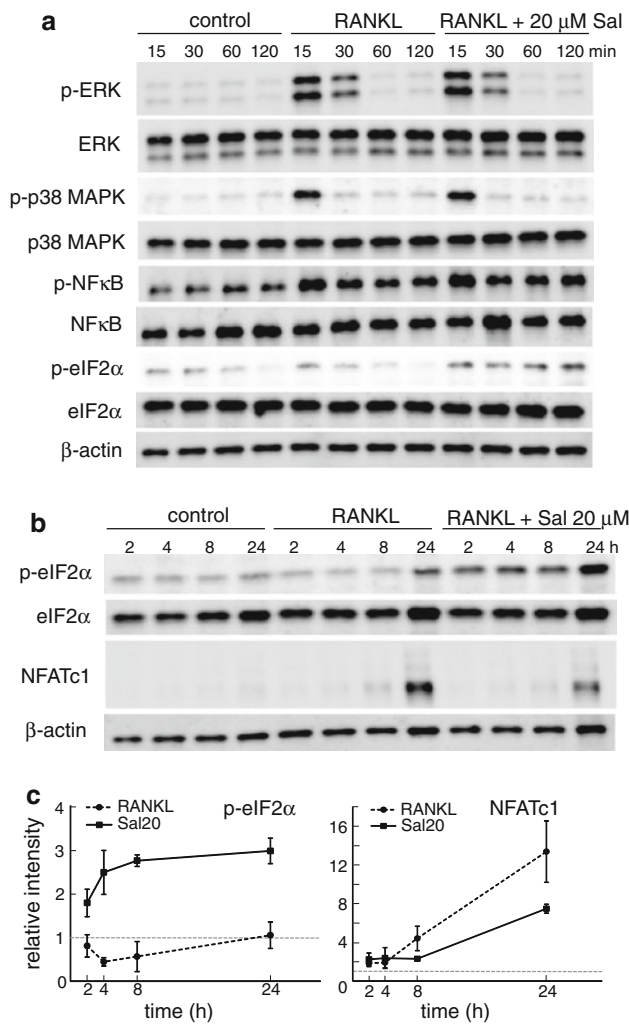 a
control RANKL RANKL + 20 μM Sal
15 30 60 120 15 30 60 120 15 30 60 120 min
p-ERK
ERK
p-p38 MAPK
p38 MAPK
p-NFκB
NFκB
p-eIF2α
eIF2α
β-actin
b
control RANKL RANKL + Sal 20 μM
2 4 8 24 2 4 8 24 2 4 8 24 h
p-eIF2α
eIF2α
NFATc1
β-actin
c
relative intensity
4
3
2
1
0
RANKL
Sal20
p-eIF2α
2 4 8 24
time (h)
16
12
8
4
2
0
RANKL
Sal20
NFATc1
2 4 8 24
time (h)